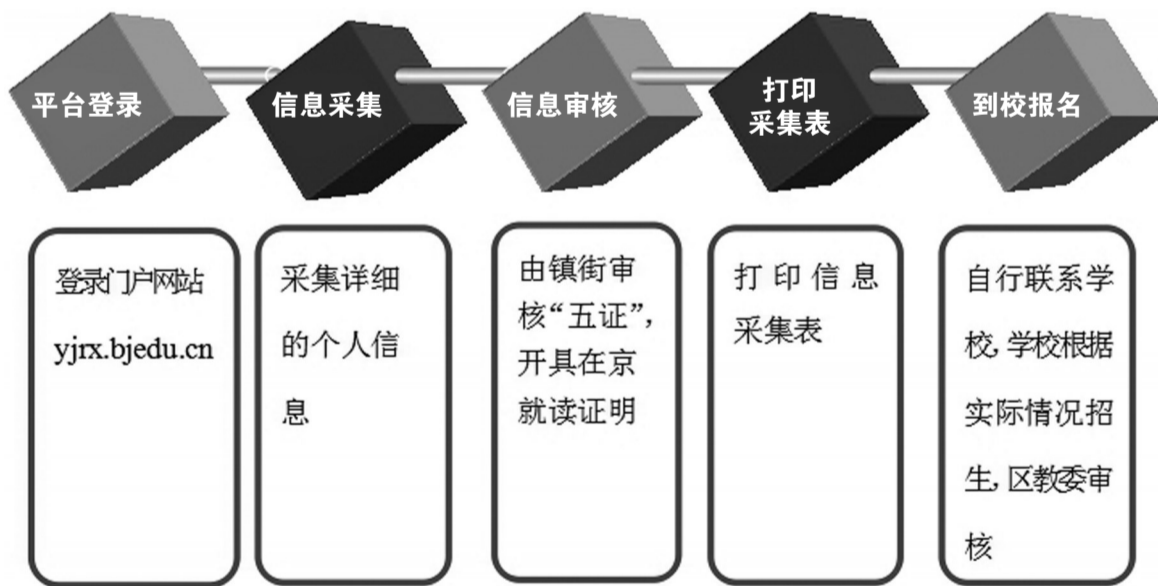 平台登录
信息采集
信息审核
打印
采集表
到校报名
登录门户网站
yjrx.bjedu.cn
采集详细
的个人信
息
由镇街审
核“五证”，
开具在京
就读证明
打印信息
采集表
自行联系学
校，学校根据
实际情况招
生，区教委审
核